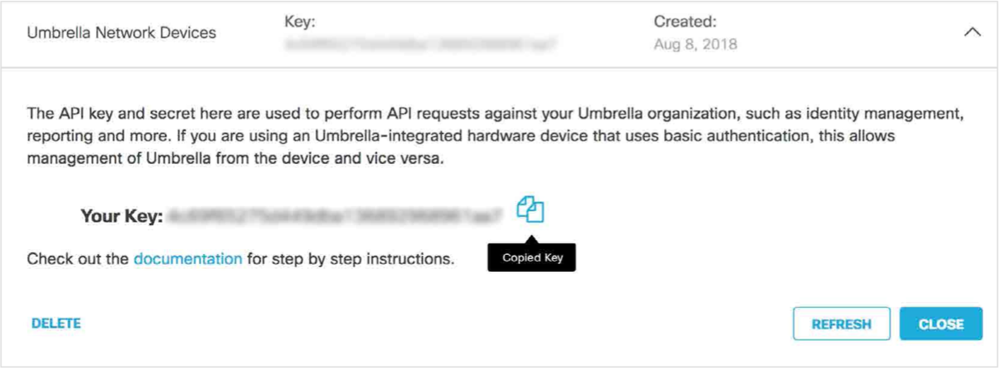 Umbrella Network Devices
Key:
Created:
Aug 8, 2018
The API key and secret here are used to perform API requests against your Umbrella organization, such as identity management,
reporting and more. If you are using an Umbrella-integrated hardware device that uses basic authentication, this allows
management of Umbrella from the device and vice versa.
Your Key:
Copied Key
Check out the documentation for step by step instructions.
DELETE
REFRESH
CLOSE